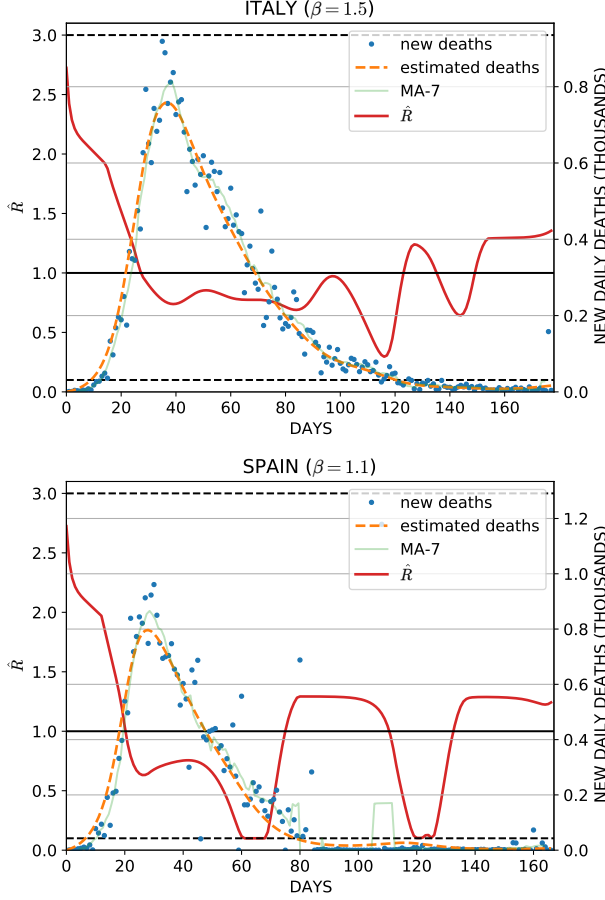 ITALY (β = 1.5)
3.0
2.5
2.0
1.5
1.0
0.5
0.0
R̂
new deaths
estimated deaths
MA-7
R̂
0.8
0.6
0.4
0.2
0.0
NEW DAILY DEATHS (THOUSANDS)
0 20 40 60 80 100 120 140 160
DAYS
SPAIN (β = 1.1)
3.0
2.5
2.0
1.5
1.0
0.5
0.0
R̂
new deaths
estimated deaths
MA-7
R̂
1.2
1.0
0.8
0.6
0.4
0.2
0.0
NEW DAILY DEATHS (THOUSANDS)
0 20 40 60 80 100 120 140 160
DAYS